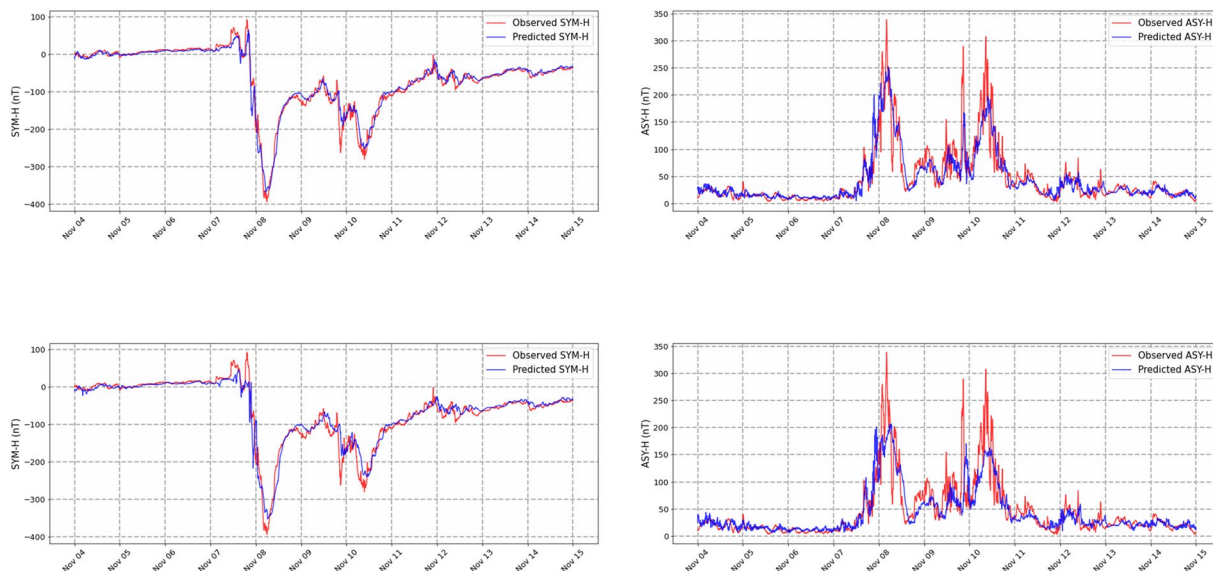 100
0
−100
−200
−300
−400
SYM-H (nT)
Observed SYM-H
Predicted SYM-H
Nov 04
Nov 05
Nov 06
Nov 07
Nov 08
Nov 09
Nov 10
Nov 11
Nov 12
Nov 13
Nov 14
Nov 15
350
300
250
200
150
100
50
0
ASY-H (nT)
Observed ASY-H
Predicted ASY-H
Nov 04
Nov 05
Nov 06
Nov 07
Nov 08
Nov 09
Nov 10
Nov 11
Nov 12
Nov 13
Nov 14
Nov 15
100
0
−100
−200
−300
−400
SYM-H (nT)
Observed SYM-H
Predicted SYM-H
Nov 04
Nov 05
Nov 06
Nov 07
Nov 08
Nov 09
Nov 10
Nov 11
Nov 12
Nov 13
Nov 14
Nov 15
350
300
250
200
150
100
50
0
ASY-H (nT)
Observed ASY-H
Predicted ASY-H
Nov 04
Nov 05
Nov 06
Nov 07
Nov 08
Nov 09
Nov 10
Nov 11
Nov 12
Nov 13
Nov 14
Nov 15